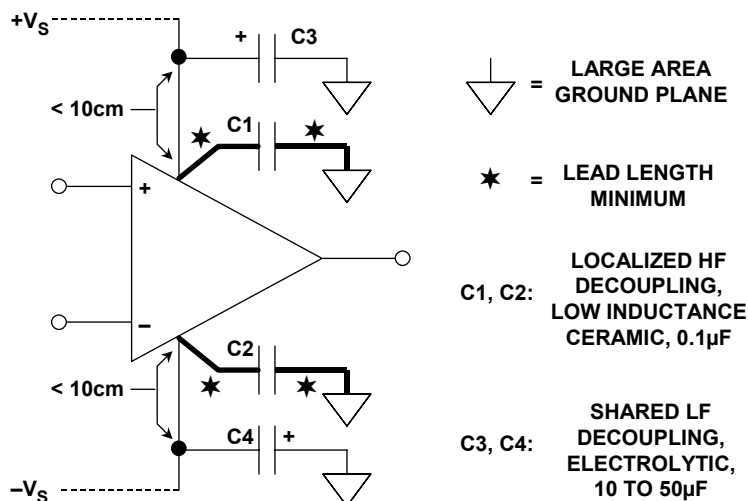 +VS
+ C3
< 10cm
C1
+
–
C2
< 10cm
C4 +
–VS
= LARGE AREA
GROUND PLANE
= LEAD LENGTH
MINIMUM
C1, C2: LOCALIZED HF
DECOUPLING,
LOW INDUCTANCE
CERAMIC, 0.1µF
C3, C4: SHARED LF
DECOUPLING,
ELECTROLYTIC,
10 TO 50µF